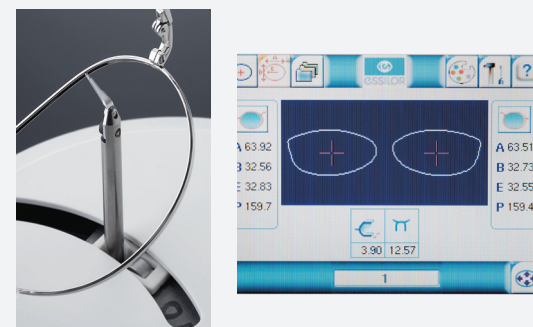 ESSILOR
A 63.92
B 32.56
E 32.83
P 159.7
A 63.51
B 32.73
E 32.55
P 159.4
3.90 12.57
1
?